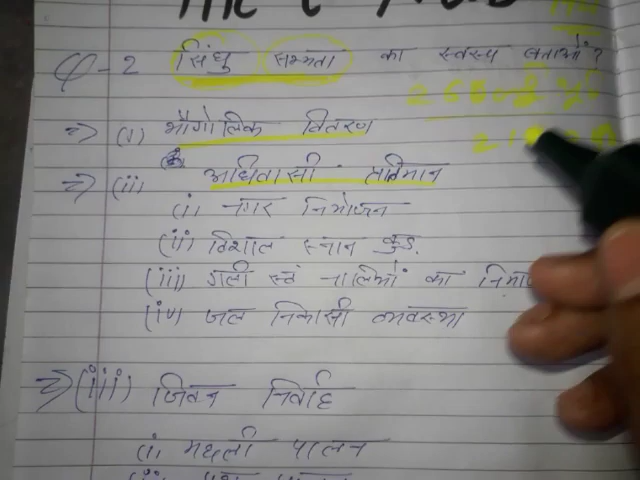 Q-2 सिंधु सभ्यता का स्वरूप बताओं?
=> (i) भौगोलिक वितरण
=> (ii) अधिवासी
(i) नगर नियोजन
(ii) विशाल स्नान कुंड.
(iii) गली एवं नालिओं का
(iv) जल निकासी व्यवस्था
=> (iii) जिवन निर्वाह
(i) मछली पालन